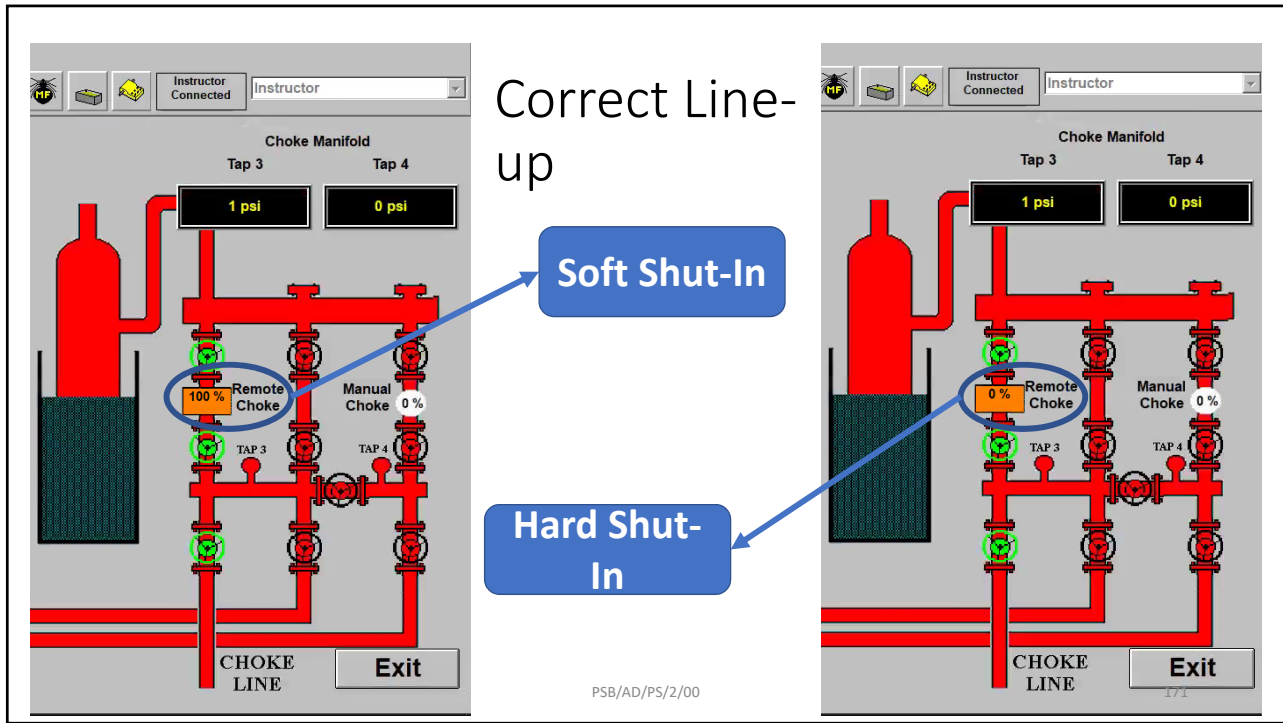 MF
Instructor
Connected
Instructor
Choke Manifold
Tap 3
Tap 4
1 psi
0 psi
100 %
Remote
Choke
Manual
Choke
0 %
TAP 3
TAP 4
CHOKE
LINE
Exit
Correct Line-
up
Soft Shut-In
Hard Shut-
In
PSB/AD/PS/2/00
MF
Instructor
Connected
Instructor
Choke Manifold
Tap 3
Tap 4
1 psi
0 psi
0 %
Remote
Choke
Manual
Choke
0 %
TAP 3
TAP 4
CHOKE
LINE
Exit
171